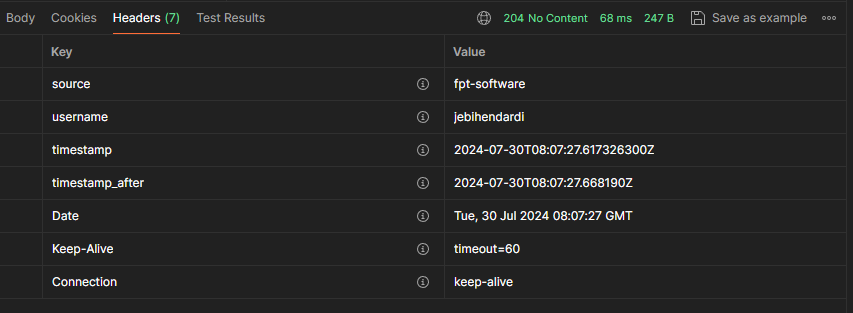 Body Cookies Headers (7) Test Results 204 No Content 68 ms 247 B Save as example
Key Value
source fpt-software
username jebihendardi
timestamp 2024-07-30T08:07:27.617326300Z
timestamp_after 2024-07-30T08:07:27.668190Z
Date Tue, 30 Jul 2024 08:07:27 GMT
Keep-Alive timeout=60
Connection keep-alive